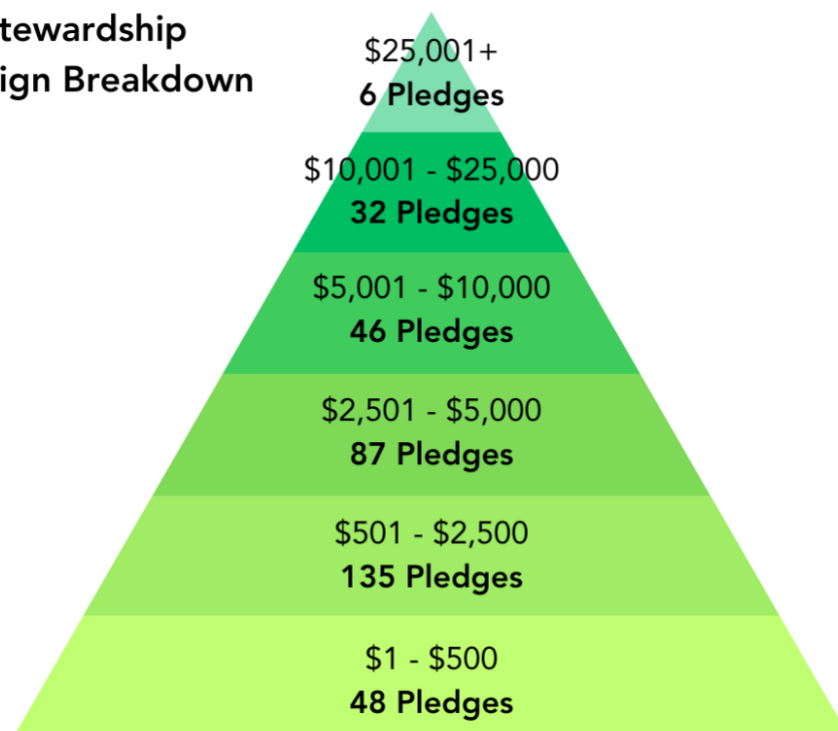 tewardship
ign Breakdown
$25,001+
6 Pledges
$10,001 - $25,000
32 Pledges
$5,001 - $10,000
46 Pledges
$2,501 - $5,000
87 Pledges
$501 - $2,500
135 Pledges
$1 - $500
48 Pledges